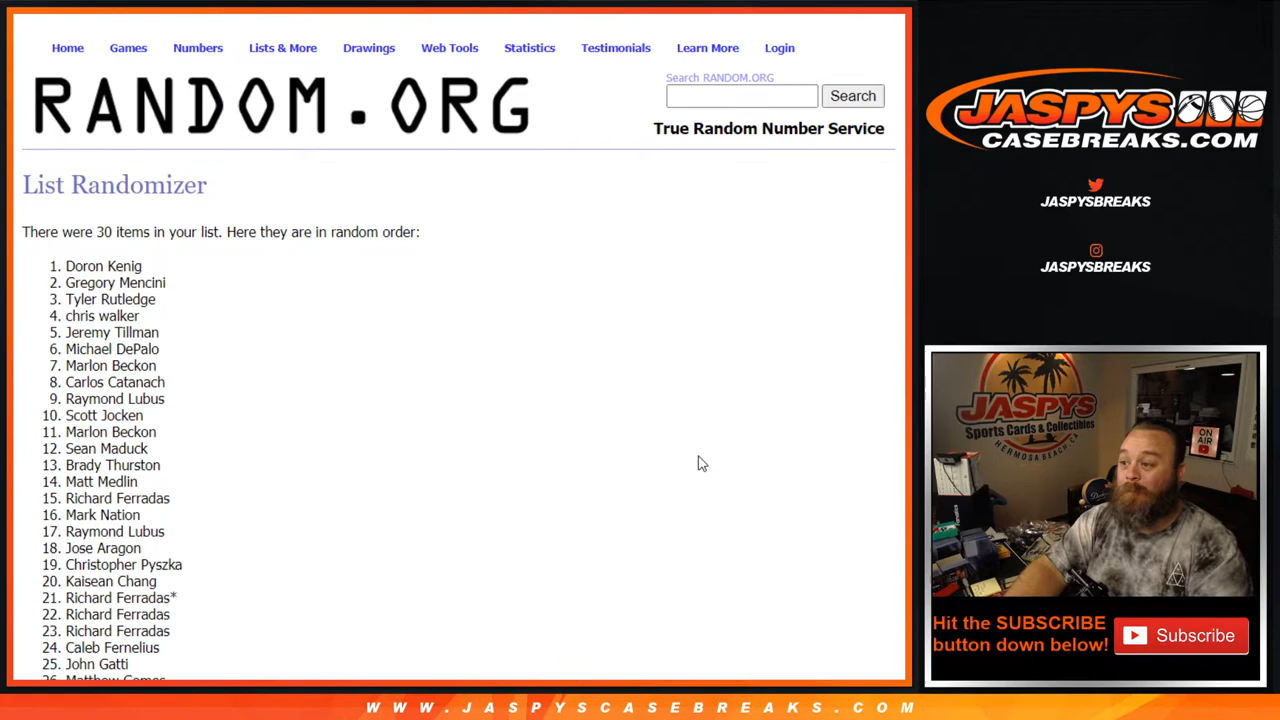 Home Games Numbers Lists & More Drawings Web Tools Statistics Testimonials Learn More Login
RANDOM.ORG
Search RANDOM.ORG
Search
True Random Number Service
List Randomizer
There were 30 items in your list. Here they are in random order:
1. Doron Kenig
2. Gregory Mencini
3. Tyler Rutledge
4. chris walker
5. Jeremy Tillman
6. Michael DePalo
7. Marlon Beckon
8. Carlos Catanach
9. Raymond Lubus
10. Scott Jocken
11. Marlon Beckon
12. Sean Maduck
13. Brady Thurston
14. Matt Medlin
15. Richard Ferradas
16. Mark Nation
17. Raymond Lubus
18. Jose Aragon
19. Christopher Pyszka
20. Kaisean Chang
21. Richard Ferradas*
22. Richard Ferradas
23. Richard Ferradas
24. Caleb Fernelius
25. John Gatti
26. Matthew Gomes
JASPYS
CASEBREAKS.COM
JASPYSBREAKS
JASPYSBREAKS
JASPYS
Sports Cards & Collectibles
HERMOSA BEACH, CA
ON
AIR
Hit the SUBSCRIBE
button down below!
Subscribe
WWW.JASPYSCASEBREAKS.COM